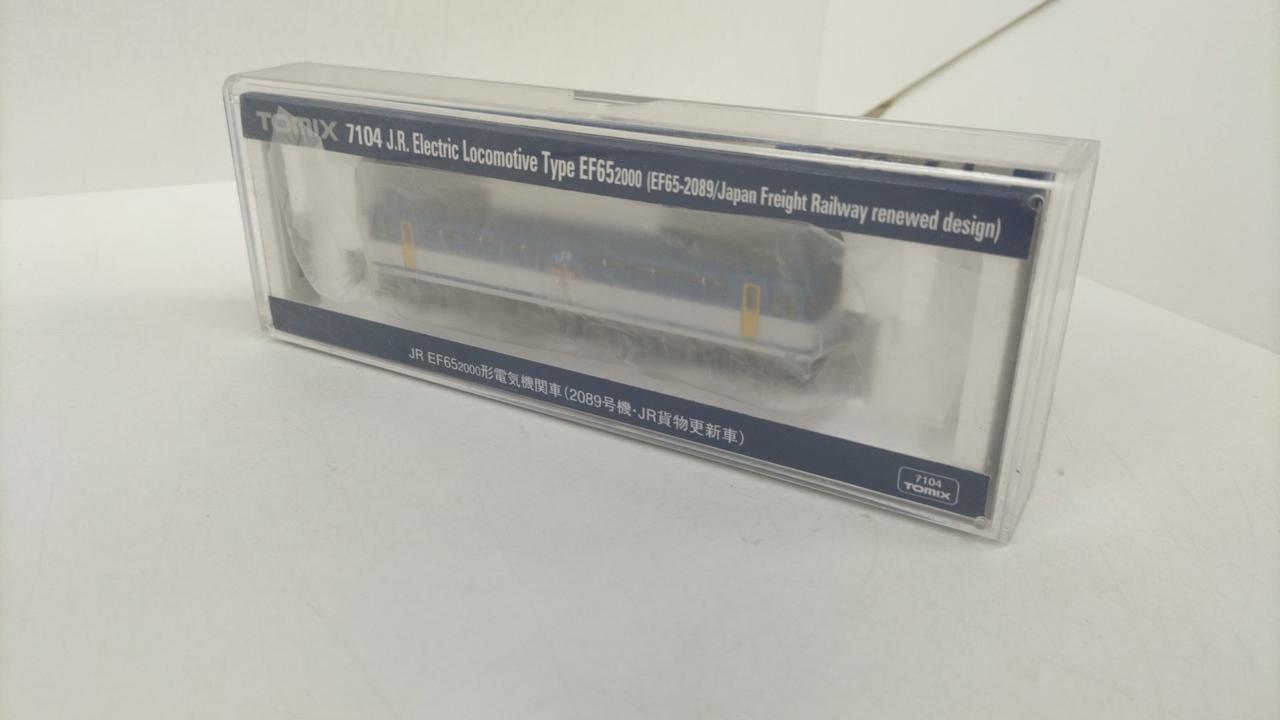 TOMIX 7104 J.R. Electric Locomotive Type EF652000 (EF65-2089/Japan Freight Railway renewed design)
JR EF652000形電気機関車(2089号機・JR貨物更新車)
7104
TOMIX